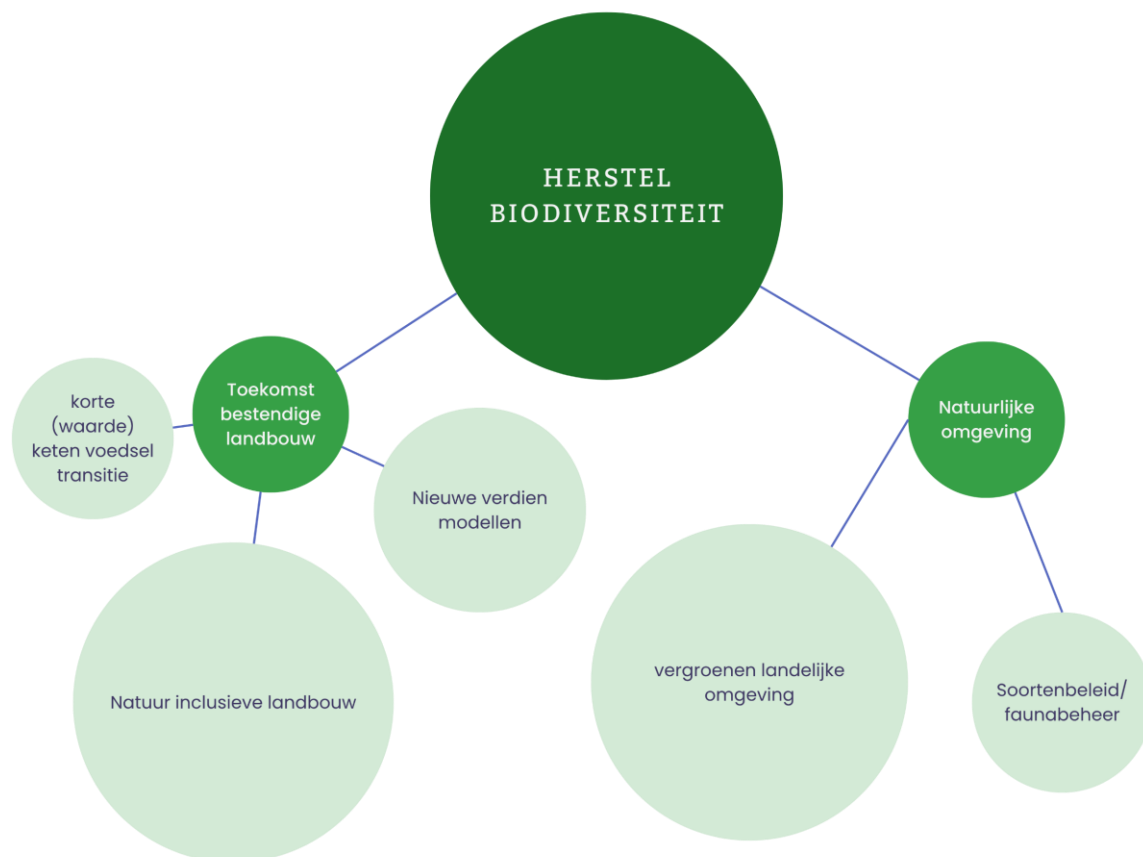 HERSTEL
BIODIVERSITEIT
Toekomst
bestendige
landbouw
korte
(waarde)
keten voedsel
transitie
Nieuwe verdien
modellen
Natuur inclusieve landbouw
Natuurlijke
omgeving
vergroenen landelijke
omgeving
Soortenbeleid/
faunabeheer